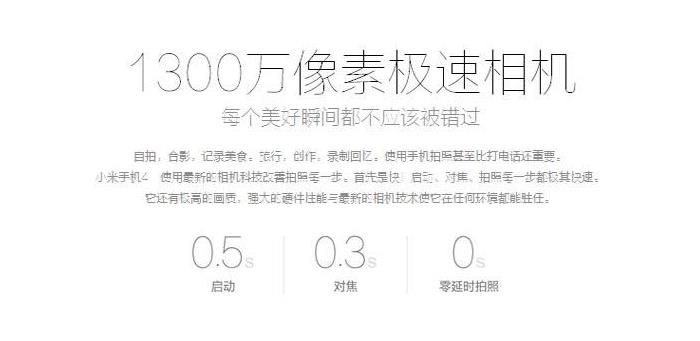 1300万像素极速相机
每个美好瞬间都不应该被错过
自拍，合影，记录美食。旅行，创作，录制回忆。使用手机拍照甚至比打电话还重要。
小米手机4 使用最新的相机科技改善拍照每一步。首先是快！启动、对焦、拍照每一步都极其快速。
它还有极高的画质，强大的硬件性能与最新的相机技术使它在任何环境都能胜任。
0.5s 0.3s 0s
启动 对焦 零延时拍照